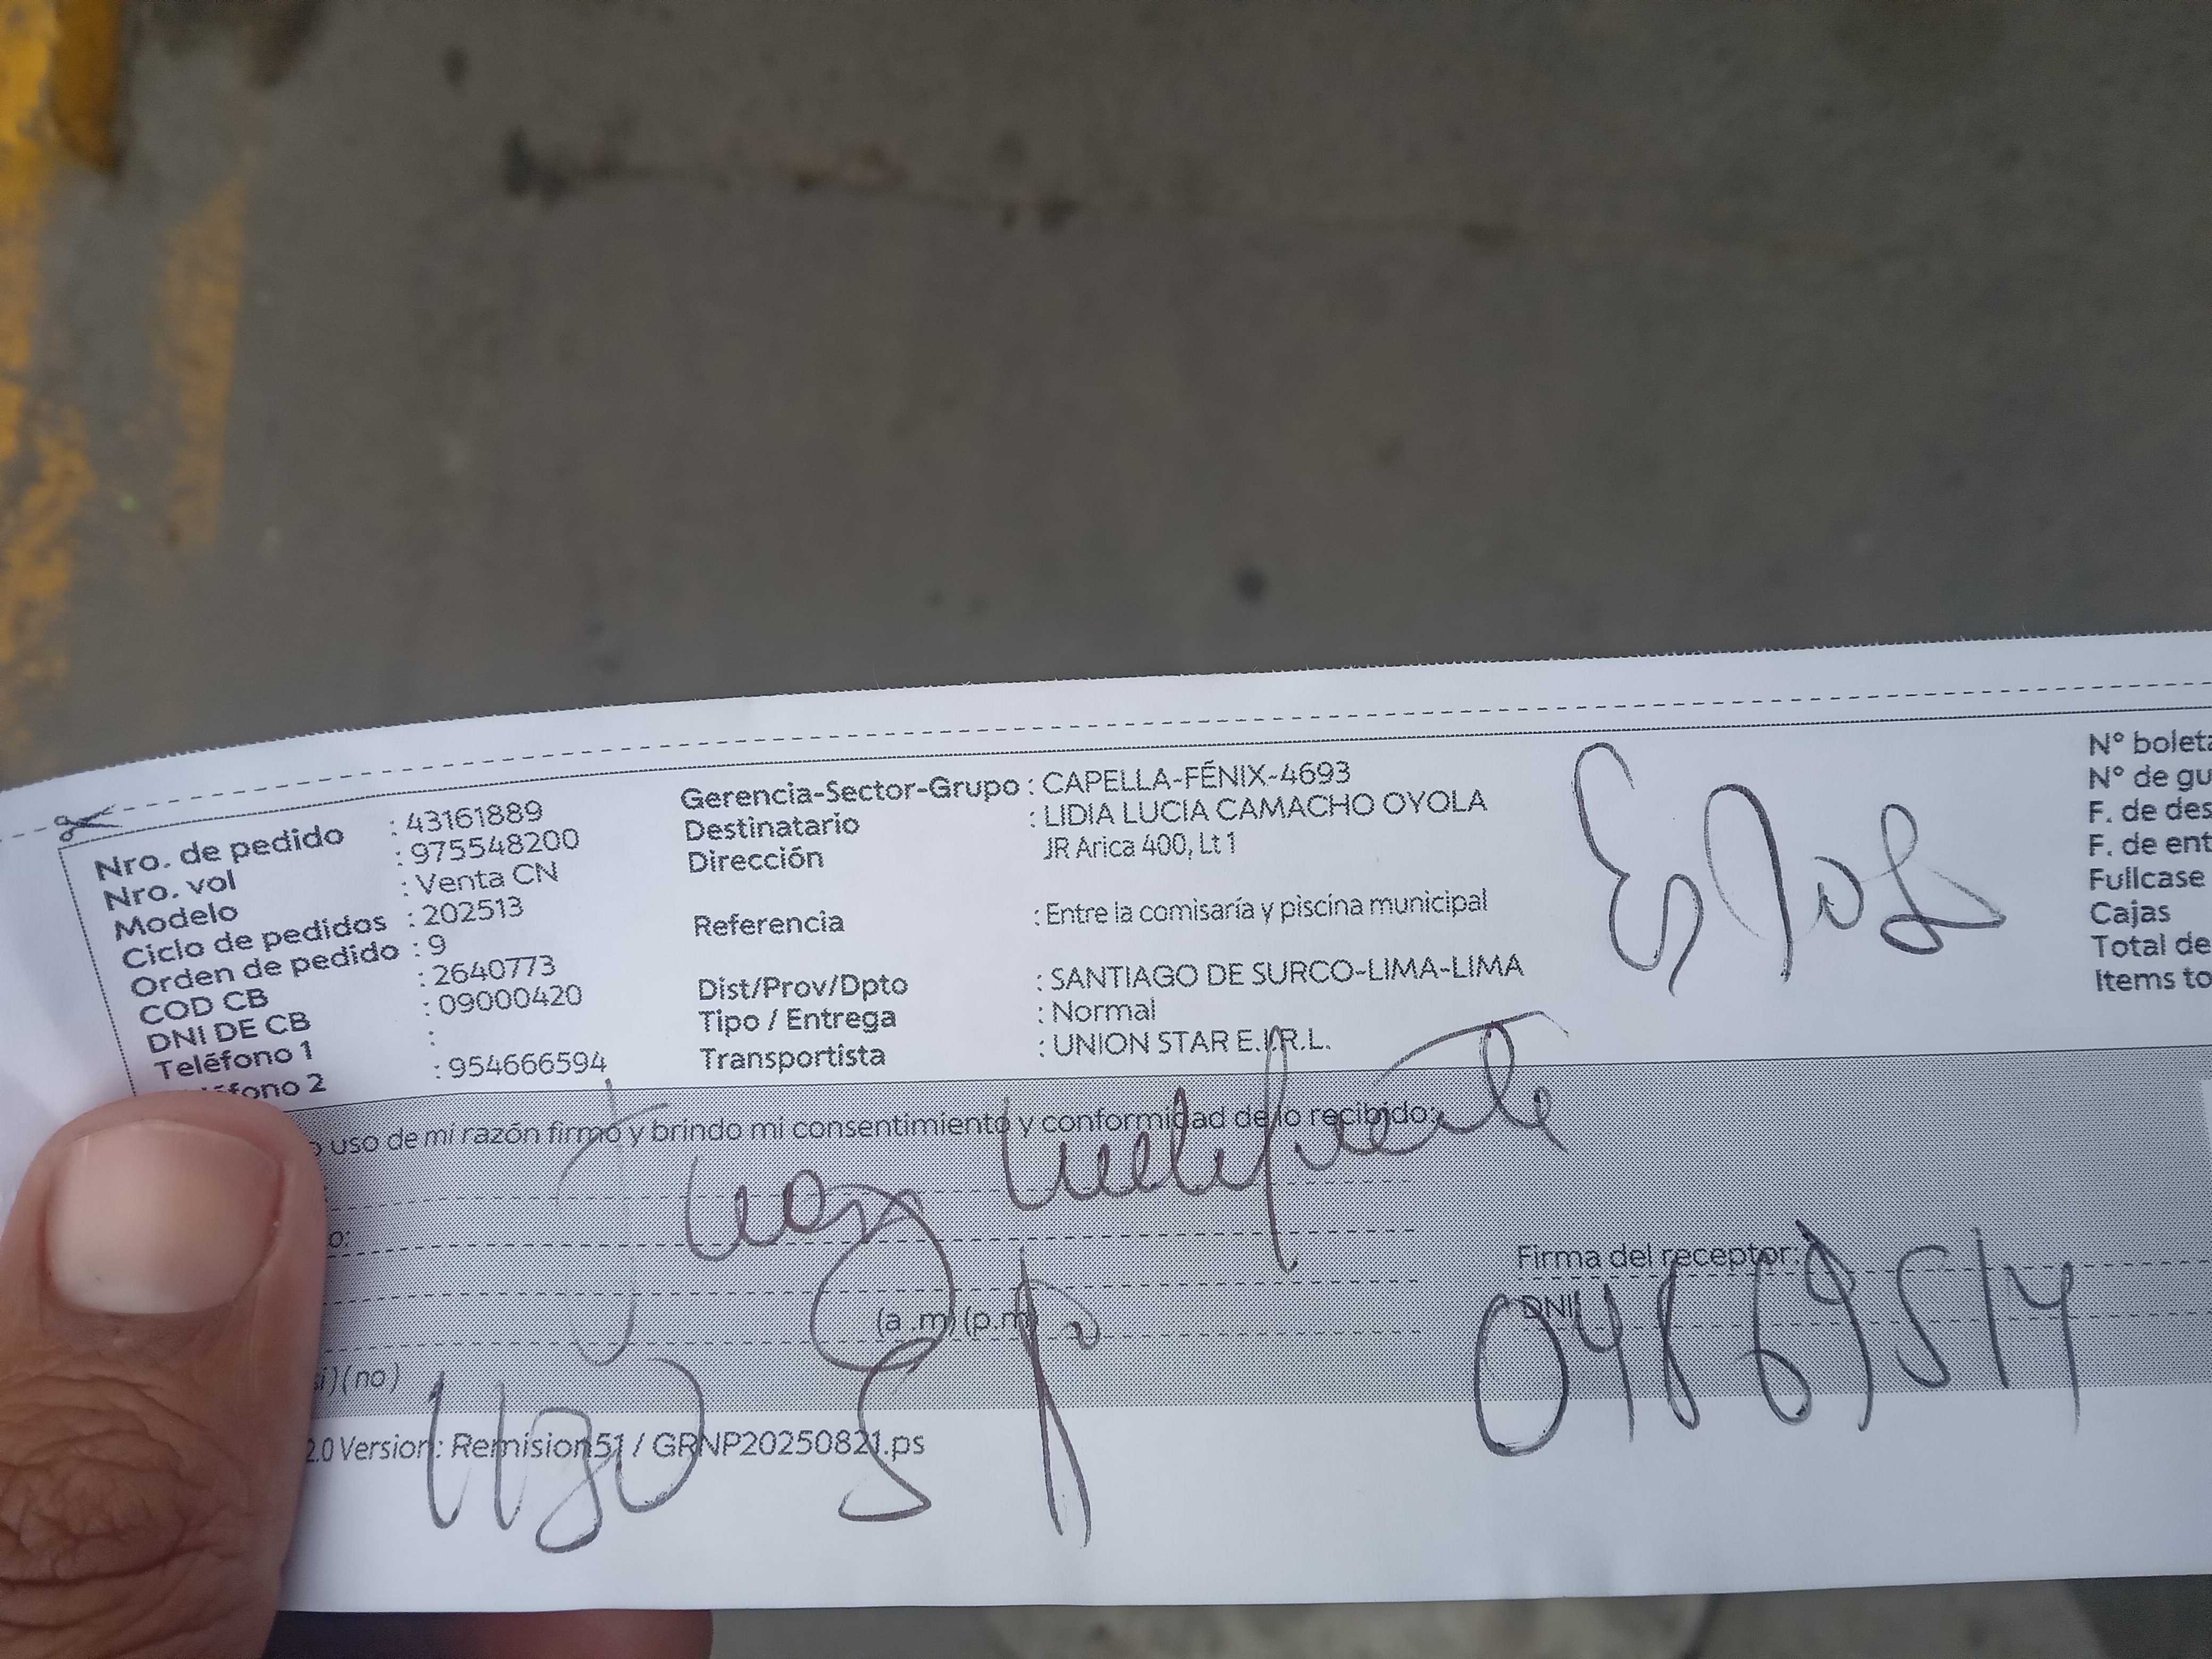 Nro. de pedido : 43161889
Nro. vol : 975548200
Modelo : Venta CN
Ciclo de pedidos : 202513
Orden de pedido : 9
COD CB : 2640773
DNI DE CB : 09000420
Teléfono 1 :
éfono 2 : 954666594
Gerencia-Sector-Grupo : CAPELLA-FÉNIX-4693
Destinatario : LIDIA LUCIA CAMACHO OYOLA
Dirección JR Arica 400, Lt 1
Referencia : Entre la comisaría y piscina municipal
Dist/Prov/Dpto : SANTIAGO DE SURCO-LIMA-LIMA
Tipo / Entrega : Normal
Transportista : UNION STAR E.I.R.L.
N° boleta
N° de gu
F. de des
F. de ent
Fullcase
Cajas
Total de
Items to
o uso de mi razón firmo y brindo mi consentimiento y conformidad de lo recibido:
o:
(a .m) (p.m)
si) (no)
Firma del receptor:
DNI:
2.0 Version: Remision51 / GRNP20250821.ps